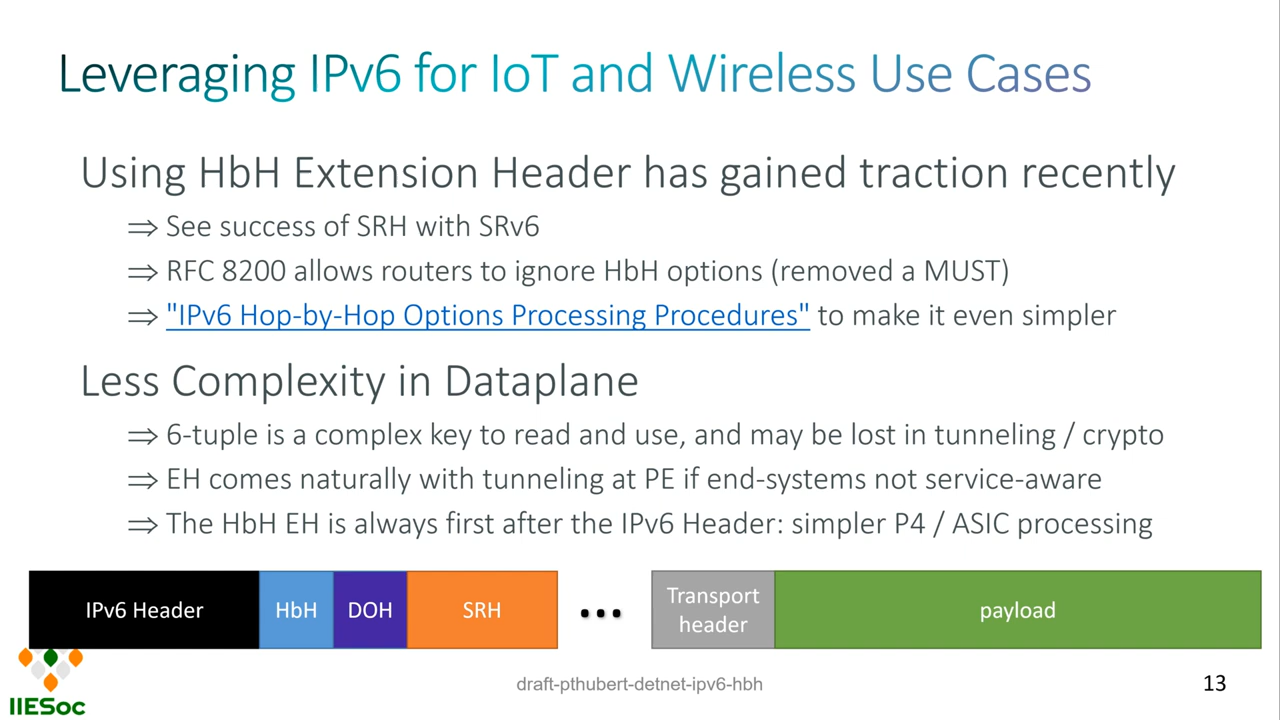 Leveraging IPv6 for IoT and Wireless Use Cases
Using HbH Extension Header has gained traction recently
⇒ See success of SRH with SRv6
⇒ RFC 8200 allows routers to ignore HbH options (removed a MUST)
⇒ "IPv6 Hop-by-Hop Options Processing Procedures" to make it even simpler
Less Complexity in Dataplane
⇒ 6-tuple is a complex key to read and use, and may be lost in tunneling / crypto
⇒ EH comes naturally with tunneling at PE if end-systems not service-aware
⇒ The HbH EH is always first after the IPv6 Header: simpler P4 / ASIC processing
IPv6 Header
HbH
DOH
SRH
...
Transport
header
payload
IIESoc
draft-pthubert-detnet-ipv6-hbh
13